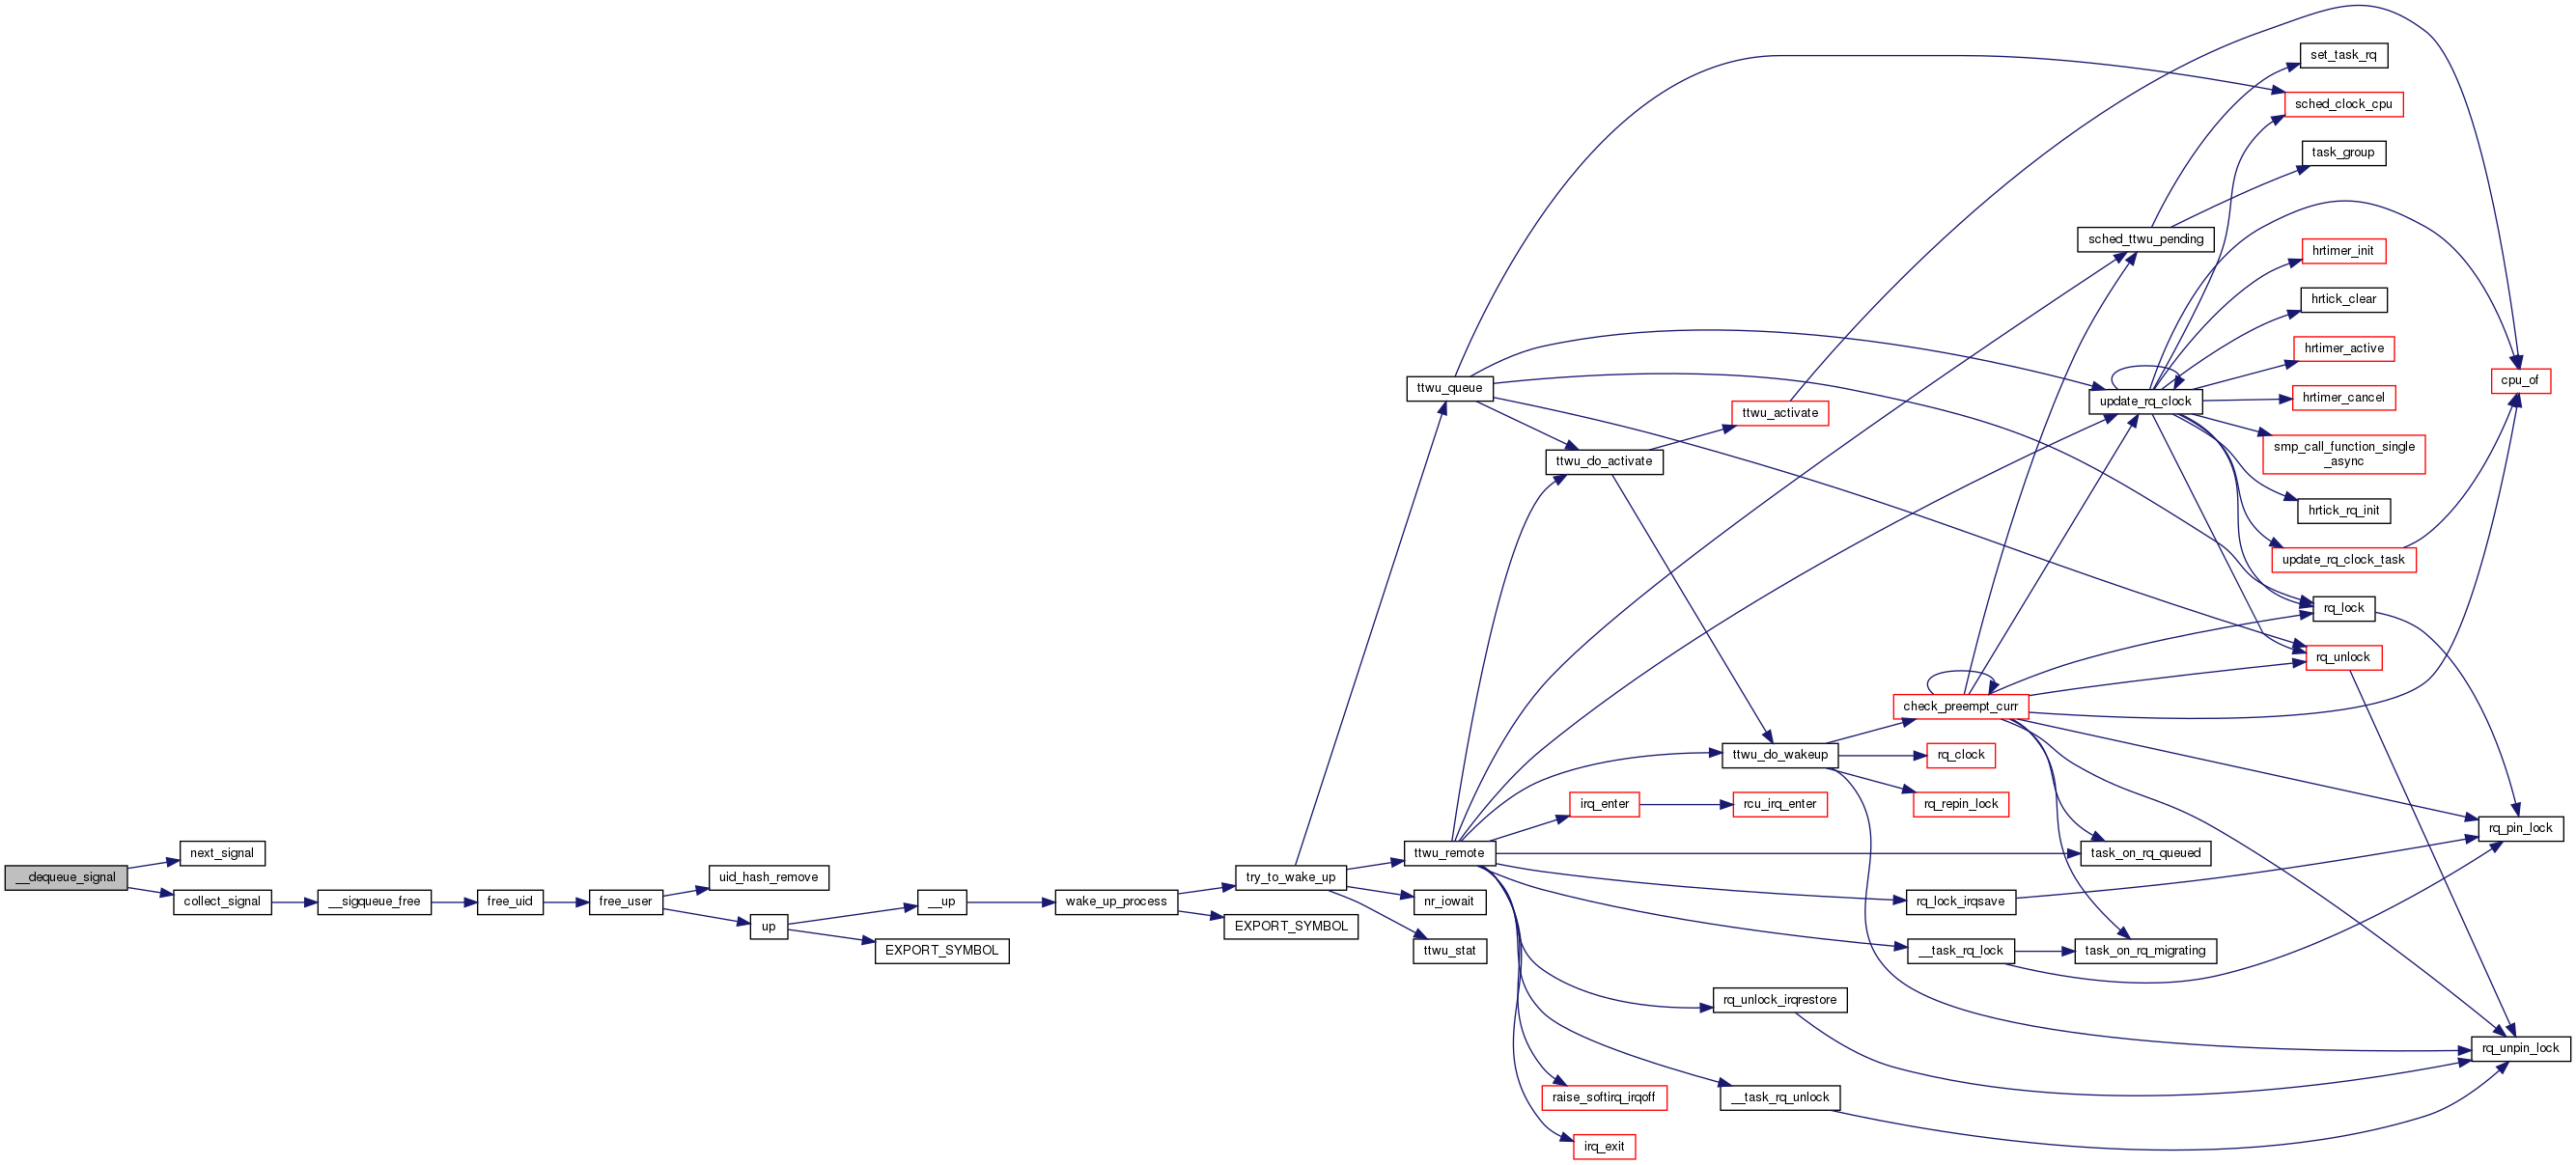 set_task_rq
sched_clock_cpu
task_group
sched_ttwu_pending
hrtimer_init
hrtick_clear
hrtimer_active
cpu_of
ttwu_queue
update_rq_clock
hrtimer_cancel
ttwu_activate
smp_call_function_single
_async
ttwu_do_activate
hrtick_rq_init
update_rq_clock_task
rq_lock
rq_unlock
check_preempt_curr
ttwu_do_wakeup
rq_clock
irq_enter
rcu_irq_enter
rq_repin_lock
rq_pin_lock
next_signal
ttwu_remote
task_on_rq_queued
__dequeue_signal
uid_hash_remove
try_to_wake_up
collect_signal
__sigqueue_free
free_uid
free_user
__up
wake_up_process
nr_iowait
rq_lock_irqsave
up
EXPORT_SYMBOL
EXPORT_SYMBOL
ttwu_stat
__task_rq_lock
task_on_rq_migrating
rq_unlock_irqrestore
rq_unpin_lock
raise_softirq_irqoff
__task_rq_unlock
irq_exit